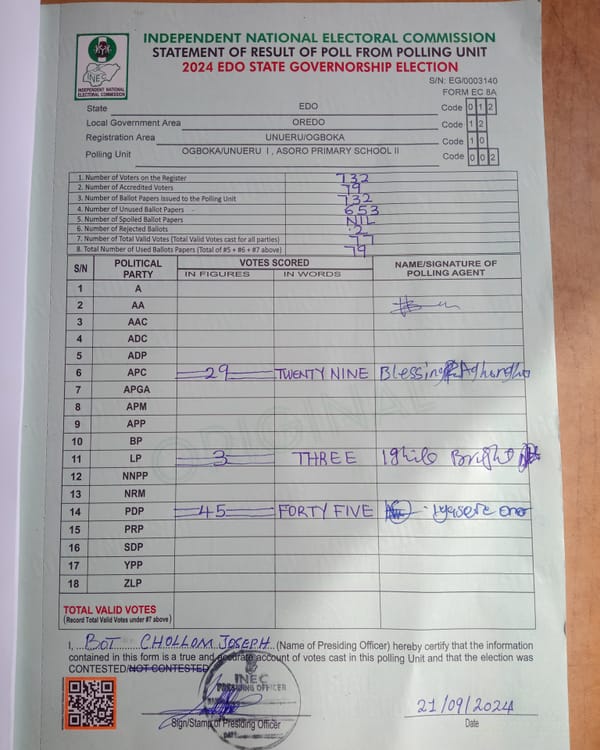 INDEPENDENT NATIONAL ELECTORAL COMMISSION
STATEMENT OF RESULT OF POLL FROM POLLING UNIT
2024 EDO STATE GOVERNORSHIP ELECTION
INEC
INDEPENDENT NATIONAL
ELECTORAL COMMISSION
S/N: EG/0003140
FORM EC 8A
State EDO Code 0 1 2
Local Government Area OREDO Code 1 2
Registration Area UNUERU/OGBOKA Code 1 0
Polling Unit OGBOKA/UNUERU I , ASORO PRIMARY SCHOOL II Code 0 0 2
1. Number of Voters on the Register 732
2. Number of Accredited Voters 79
3. Number of Ballot Papers Issued to the Polling Unit 732
4. Number of Unused Ballot Papers 653
5. Number of Spoiled Ballot Papers NIL
6. Number of Rejected Ballots 2
7. Number of Total Valid Votes (Total Valid Votes cast for all parties) 77
8. Total Number of Used Ballots Papers (Total of #5 + #6 + #7 above) 79
S/N POLITICAL PARTY VOTES SCORED NAME/SIGNATURE OF POLLING AGENT
IN FIGURES IN WORDS
1 A
2 AA
3 AAC
4 ADC
5 ADP
6 APC 29 TWENTY NINE Blessing
7 APGA
8 APM
9 APP
10 BP
11 LP 3 THREE Ighile Bright
12 NNPP
13 NRM
14 PDP 45 FORTY FIVE
15 PRP
16 SDP
17 YPP
18 ZLP
ORIGINAL
TOTAL VALID VOTES
(Record Total Valid Votes under #7 above)
I, BOT CHOLLOM JOSEPH (Name of Presiding Officer) hereby certify that the information
contained in this form is a true and accurate account of votes cast in this polling Unit and that the election was
CONTESTED/NOT CONTESTED
INEC
PRESIDING OFFICER
21/09/2024
Sign/Stamp of Presiding Officer Date
DATE